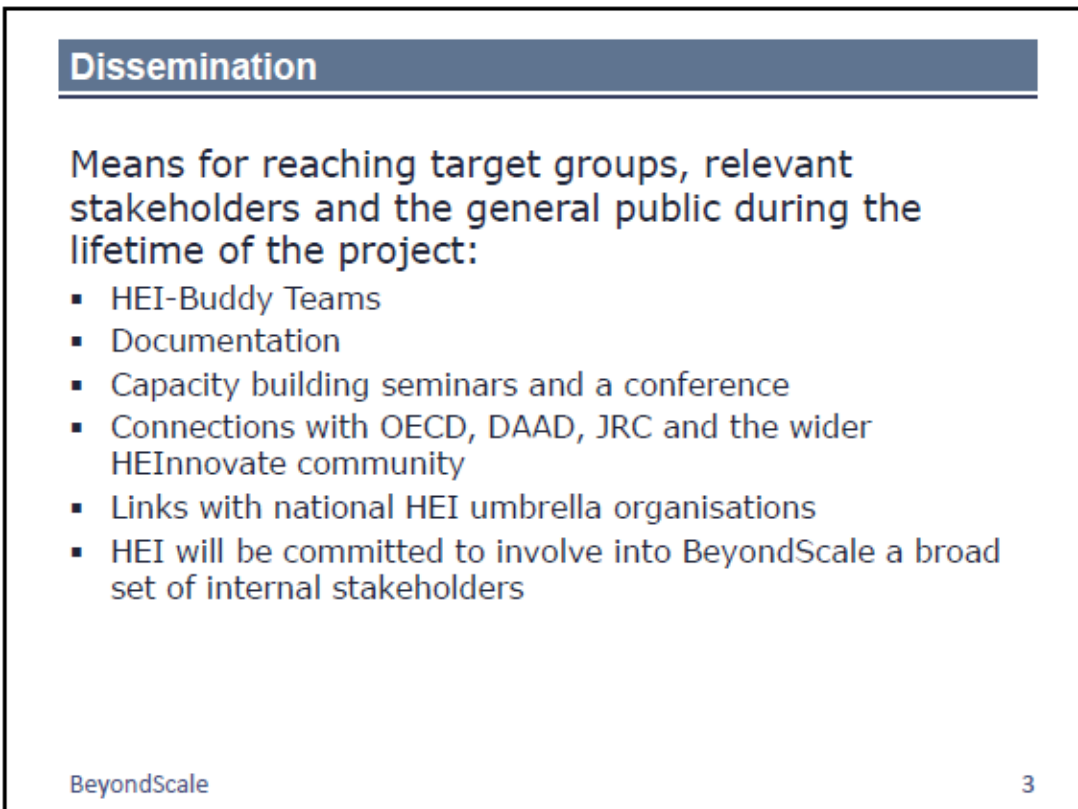 Dissemination
Means for reaching target groups, relevant
stakeholders and the general public during the
lifetime of the project:
▪ HEI-Buddy Teams
▪ Documentation
▪ Capacity building seminars and a conference
▪ Connections with OECD, DAAD, JRC and the wider
HEInnovate community
▪ Links with national HEI umbrella organisations
▪ HEI will be committed to involve into BeyondScale a broad
set of internal stakeholders
BeyondScale 3